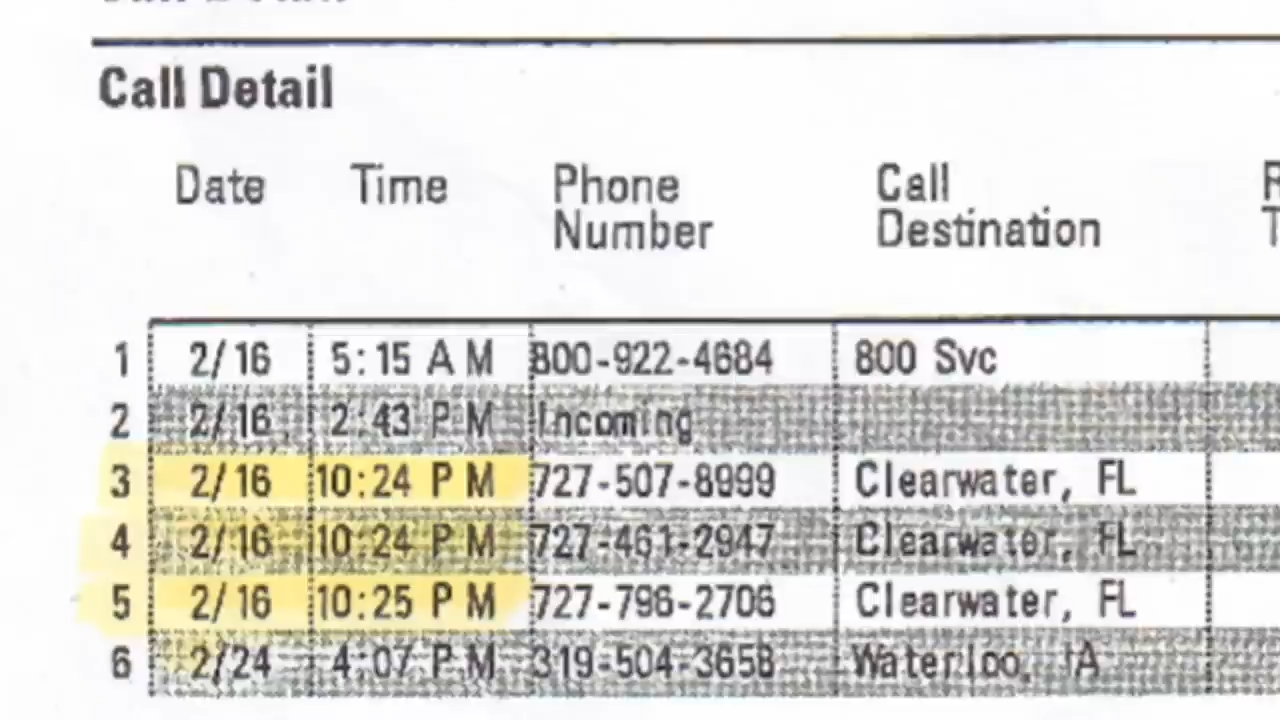 Call Detail
Date Time Phone Number Call Destination
1 2/16 5:15 AM 800-922-4684 800 Svc
2 2/16 2:43 PM Incoming
3 2/16 10:24 PM 727-507-8999 Clearwater, FL
4 2/16 10:24 PM 727-461-2947 Clearwater, FL
5 2/16 10:25 PM 727-796-2706 Clearwater, FL
6 2/24 4:07 PM 319-504-3658 Waterloo, IA